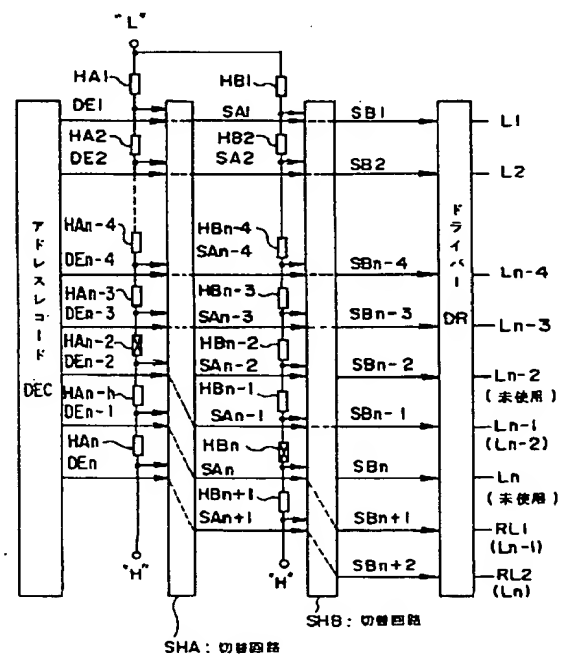 "L"
HA1
HB1
DE1
SA1
SB1
L1
HA2
HB2
DE2
SA2
SB2
L2
HAn-4
HBn-4
DEn-4
SAn-4
SBn-4
Ln-4
HAn-3
HBn-3
DEn-3
SAn-3
SBn-3
Ln-3
HAn-2
HBn-2
DEn-2
SAn-2
SBn-2
Ln-2
(未使用)
HAn-h
HBn-1
DEn-1
SAn-1
SBn-1
Ln-1
(Ln-2)
HAn
HBn
DEn
SAn
SBn
Ln
(未使用)
HBn+1
SAn+1
SBn+1
RL1
(Ln-1)
SBn+2
RL2
(Ln)
"H"
"H"
アドレスレコード
DEC
ドライバー
DR
SHB:切替回路
SHA:切替回路